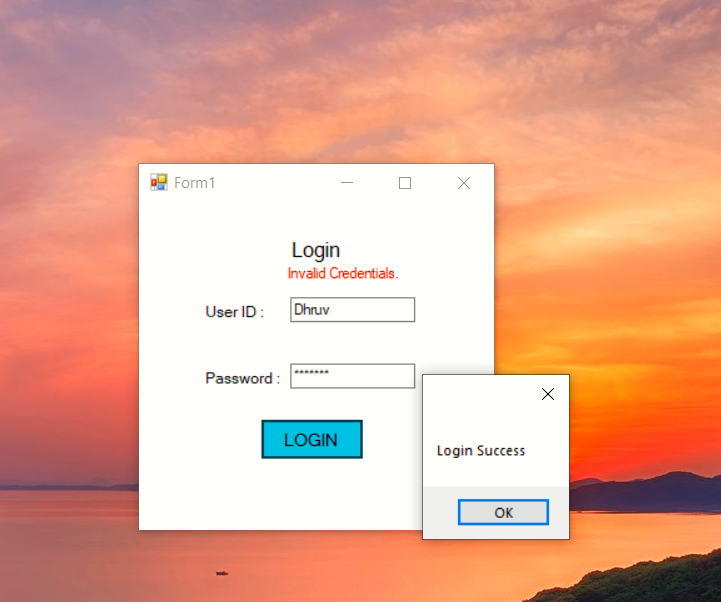 Form1
Login
Invalid Credentials.
User ID : Dhruv
Password : *******
LOGIN
Login Success
OK